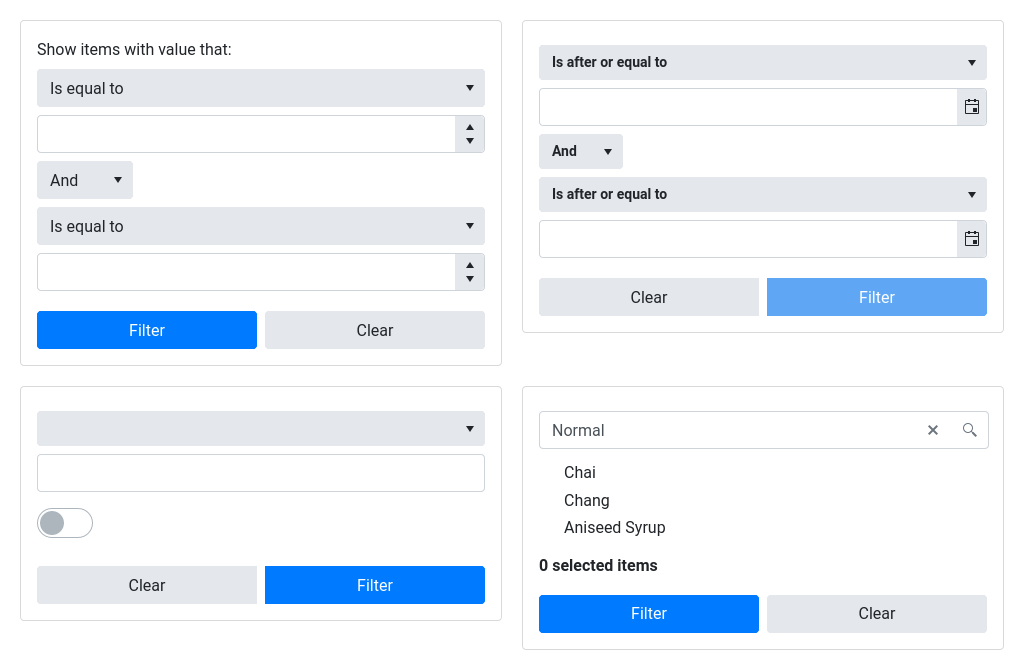 Show items with value that:
Is equal to
And
Is equal to
Filter Clear
Is after or equal to
And
Is after or equal to
Clear Filter
Clear Filter
Normal
Chai
Chang
Aniseed Syrup
0 selected items
Filter Clear